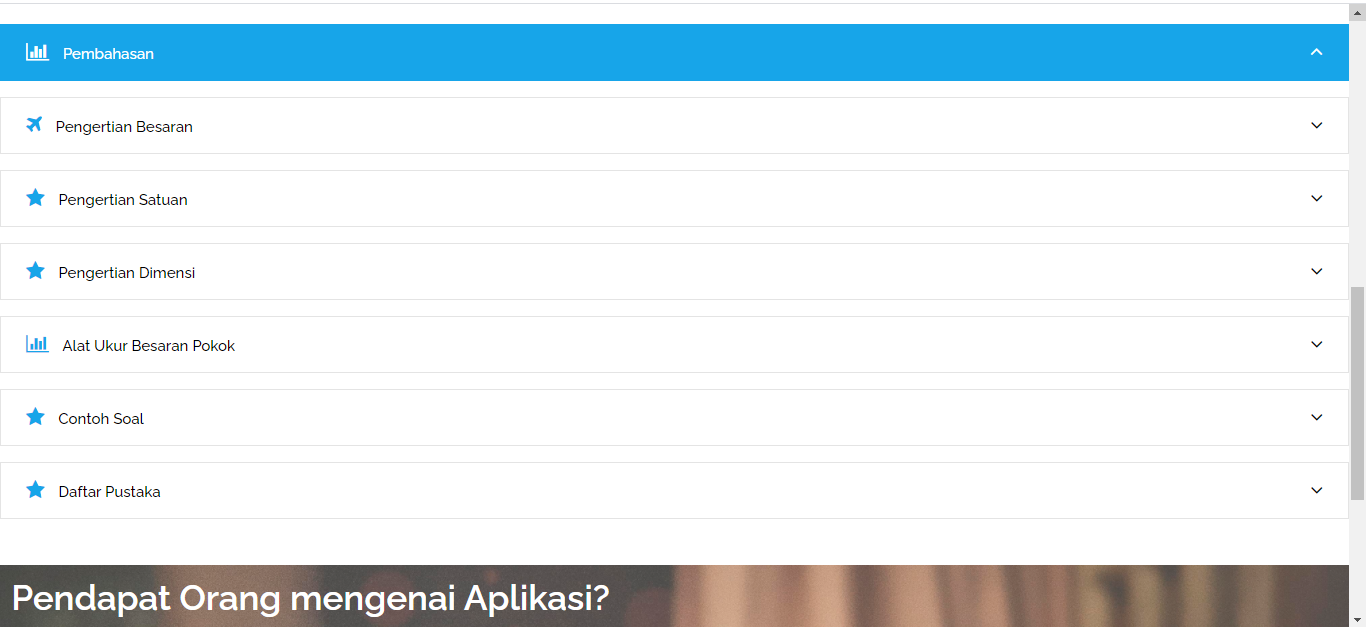 Pembahasan
Pengertian Besaran
Pengertian Satuan
Pengertian Dimensi
Alat Ukur Besaran Pokok
Contoh Soal
Daftar Pustaka
Pendapat Orang mengenai Aplikasi?